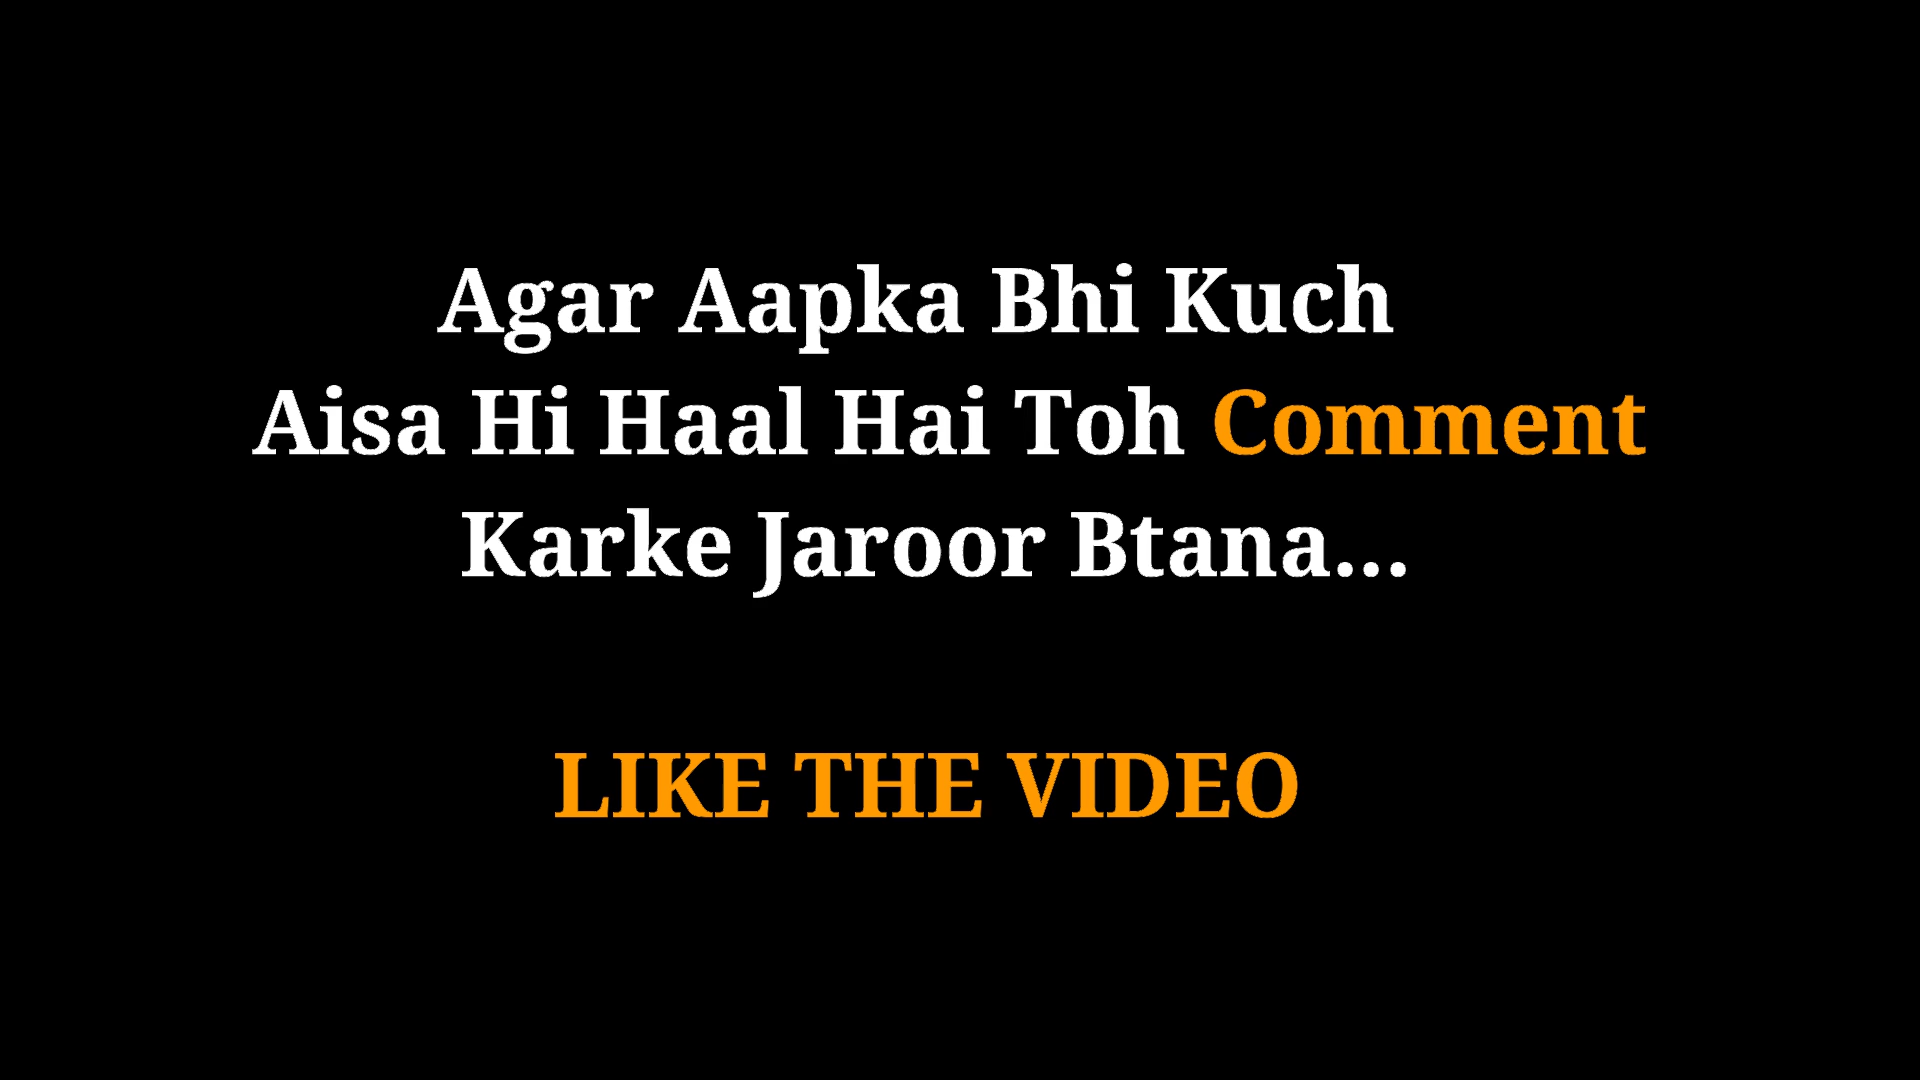 Agar Aapka Bhi Kuch
Aisa Hi Haal Hai Toh Comment
Karke Jaroor Btana...
LIKE THE VIDEO